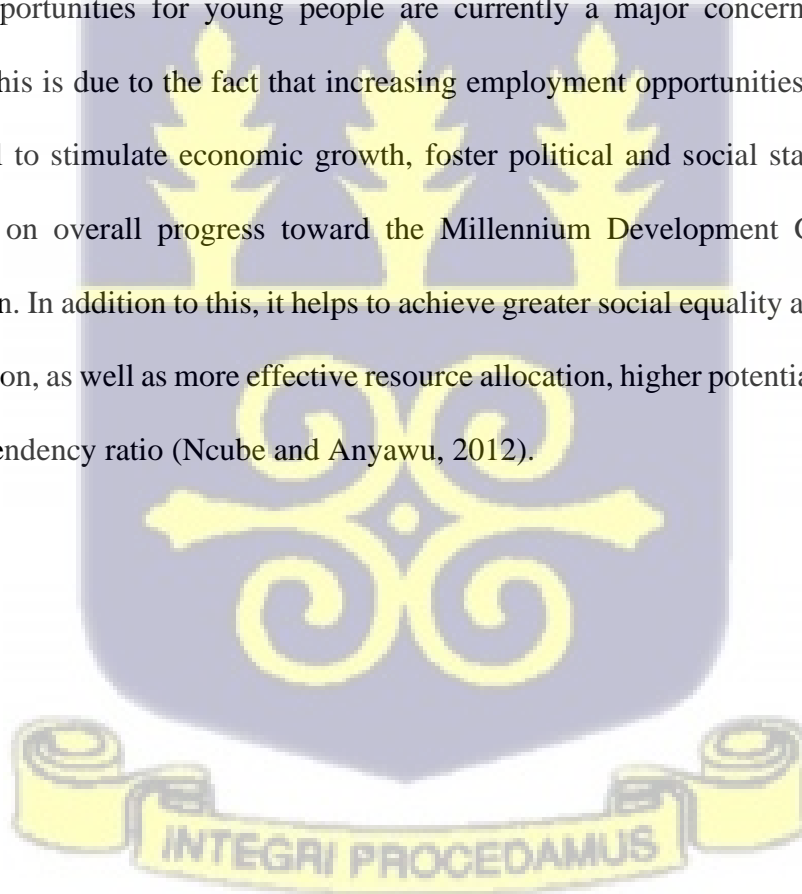 portunities for young people are currently a major concern
his is due to the fact that increasing employment opportunities
l to stimulate economic growth, foster political and social sta
on overall progress toward the Millennium Development
n. In addition to this, it helps to achieve greater social equality a
on, as well as more effective resource allocation, higher potentia
endency ratio (Ncube and Anyawu, 2012).
INTEGRI PROCEDAMUS